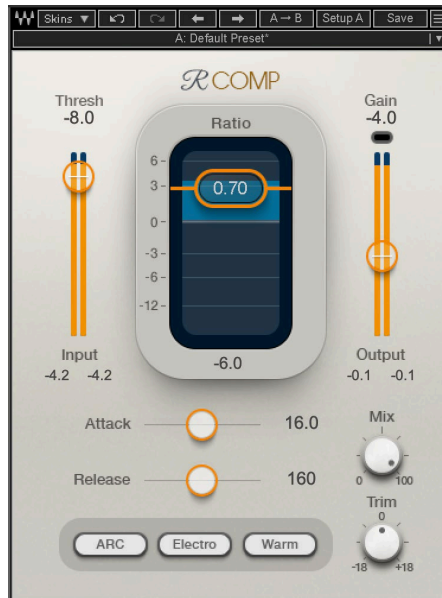 Skins ▼ A→B Setup A Save
A: Default Preset*
R COMP
Thresh
-8.0
Ratio
Gain
-4.0
6
3
0.70
0
-3
-6
-12
Input
-4.2 -4.2
-6.0
Output
-0.1 -0.1
Attack 16.0
Mix
0 100
Release 160
Trim
0
-18 +18
ARC Electro Warm